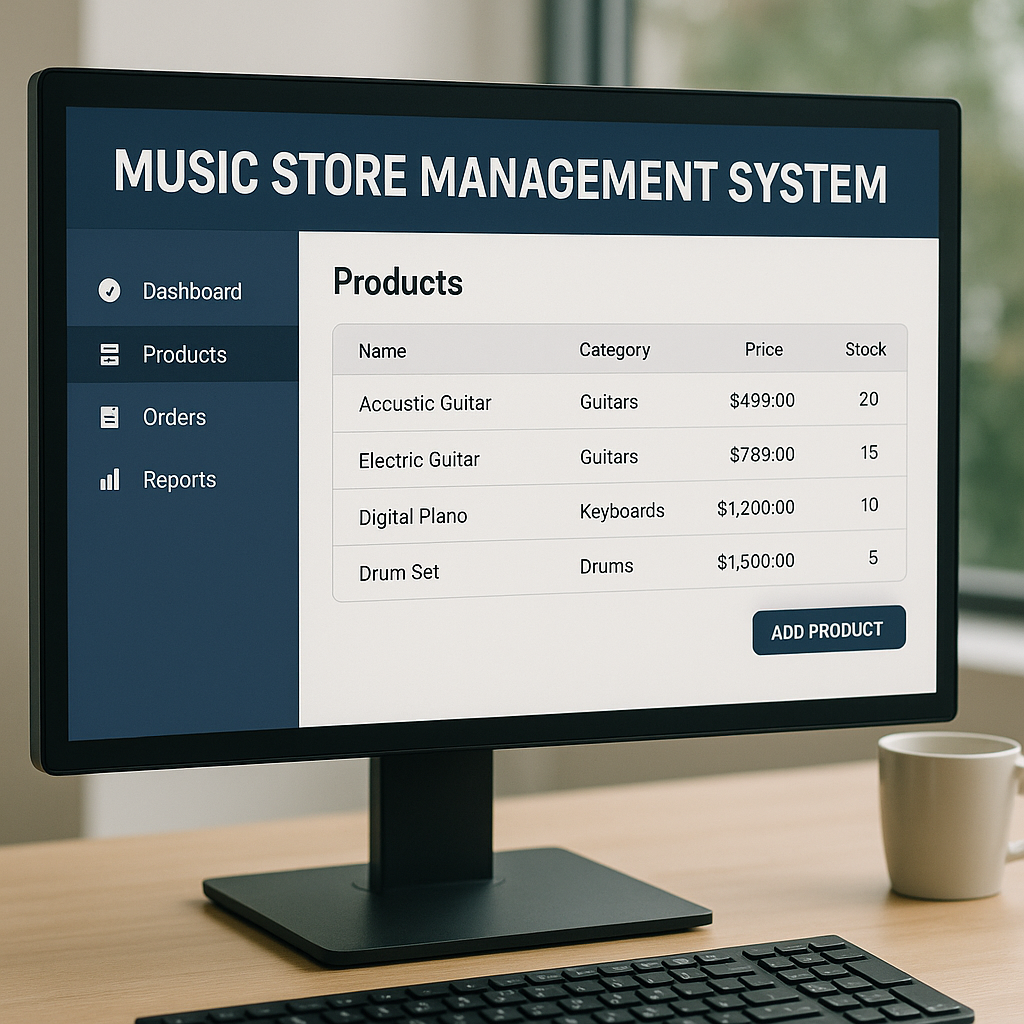 MUSIC STORE MANAGEMENT SYSTEM
Dashboard
Products
Orders
Reports
Products
Name Category Price Stock
Accustic Guitar Guitars $499:00 20
Electric Guitar Guitars $789:00 15
Digital Plano Keyboards $1,200:00 10
Drum Set Drums $1,500:00 5
ADD PRODUCT